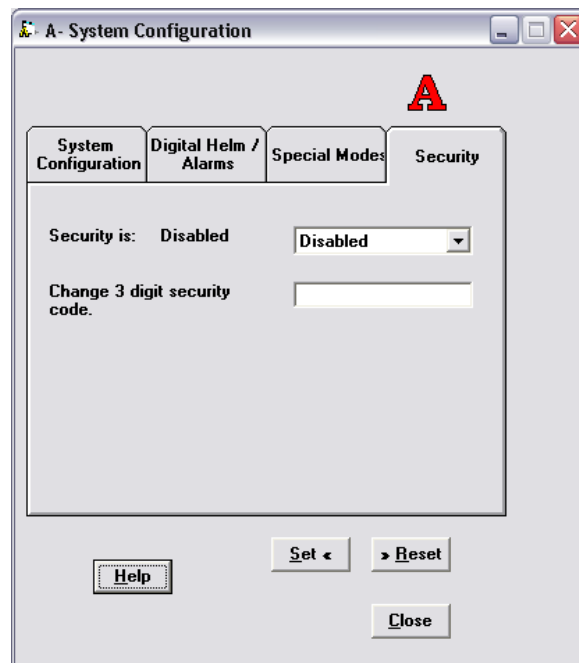 A- System Configuration
A
System
Configuration
Digital Helm /
Alarms
Special Modes
Security
Security is: Disabled
Disabled
Change 3 digit security
code.
Set «
» Reset
Help
Close